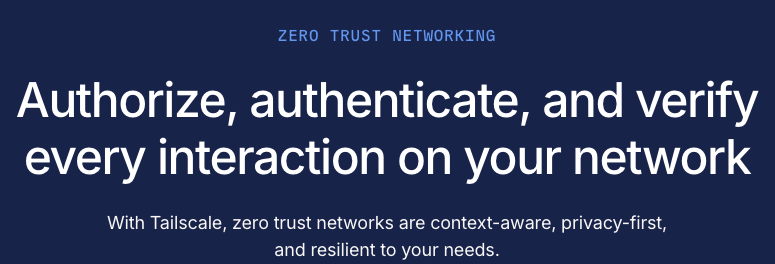 ZERO TRUST NETWORKING
Authorize, authenticate, and verify
every interaction on your network
With Tailscale, zero trust networks are context-aware, privacy-first,
and resilient to your needs.